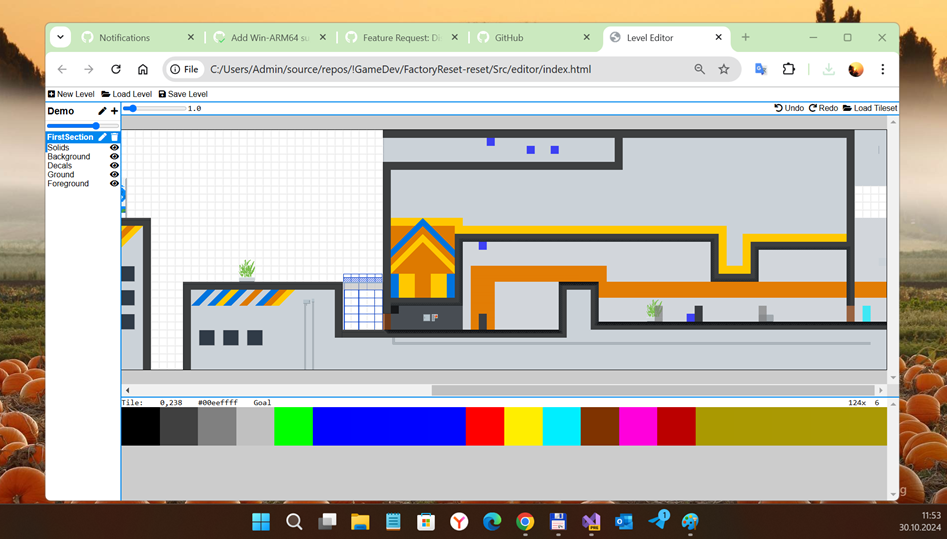 Notifications
Add Win-ARM64 su
Feature Request: Di
GitHub
Level Editor
File
C:/Users/Admin/source/repos/!GameDev/FactoryReset-reset/Src/editor/index.html
New Level
Load Level
Save Level
Demo
1.0
Undo
Redo
Load Tileset
FirstSection
Solids
Background
Decals
Ground
Foreground
Tile: 0,238 #00eeffff Goal
124x 6
1
11:53
30.10.2024